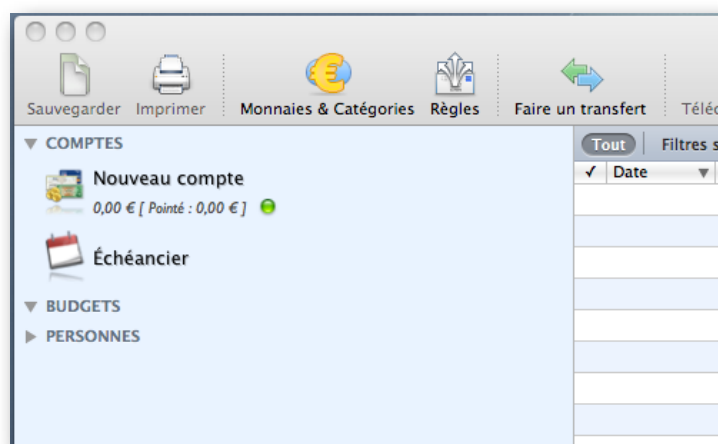 Sauvegarder Imprimer Monnaies & Catégories Règles Faire un transfert
COMPTES
Tout Filtres
✓ Date
Nouveau compte
0,00 € [ Pointé : 0,00 € ]
Échéancier
BUDGETS
PERSONNES